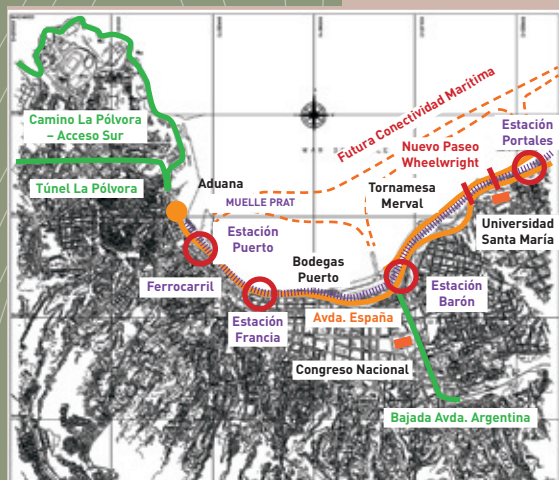 Futura Conectividad Marítima
Estación
Portales
Camino La Pólvora
– Acceso Sur
Nuevo Paseo
Wheelwright
Túnel La Pólvora
Aduana
Tornamesa
Merval
MUELLE PRAT
Universidad
Santa María
Estación
Puerto
Bodegas
Puerto
Ferrocarril
Estación
Barón
Estación
Francia
Avda. España
Congreso Nacional
Bajada Avda. Argentina